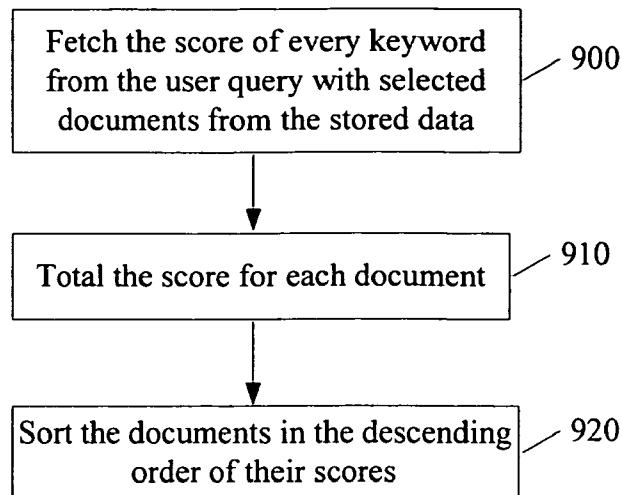 Fetch the score of every keyword
from the user query with selected
documents from the stored data
900
Total the score for each document
910
Sort the documents in the descending
order of their scores
920